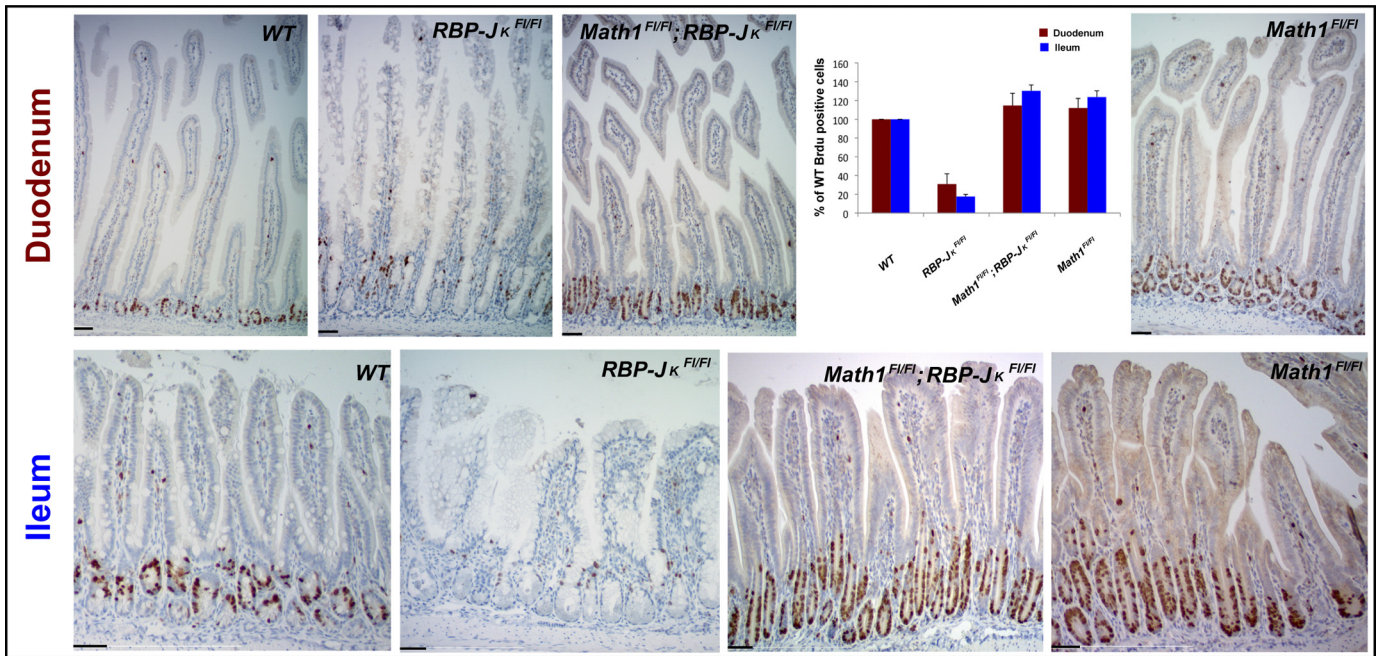 Duodenum
WT
RBP-Jκ Fl/Fl
Math1 Fl/Fl; RBP-Jκ Fl/Fl
Duodenum
Ileum
% of WT Brdu positive cells
160
140
120
100
80
60
40
20
0
WT
RBP-Jκ Fl/Fl
Math1 Fl/Fl; RBP-Jκ Fl/Fl
Math1 Fl/Fl
Math1 Fl/Fl
Ileum
WT
RBP-Jκ Fl/Fl
Math1 Fl/Fl; RBP-Jκ Fl/Fl
Math1 Fl/Fl